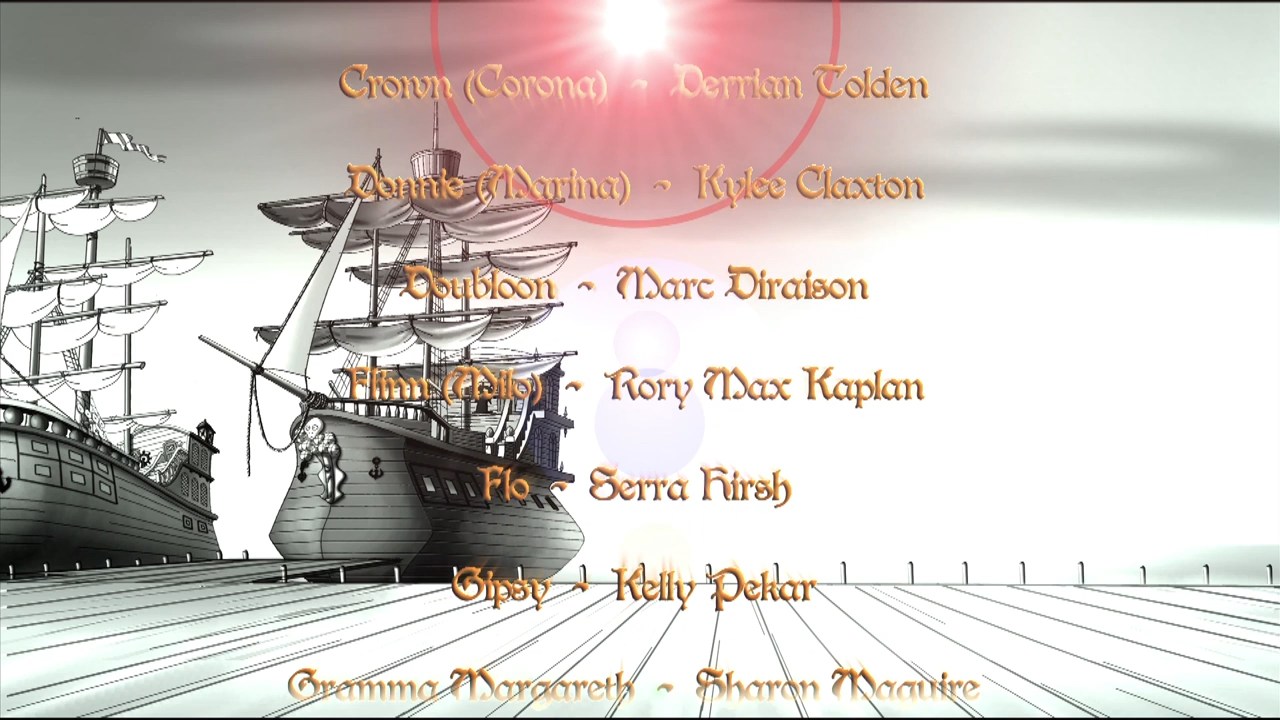 Crown (Corona) ~ Derrian Tolden
Donnie (Marina) ~ Kylee Claxton
Doubloon ~ Marc Diraison
Flinn (Milo) ~ Rory Max Kaplan
Flo ~ Serra Hirsh
Gipsy ~ Kelly Pekar
Gramma Margareth ~ Sharon Maguire